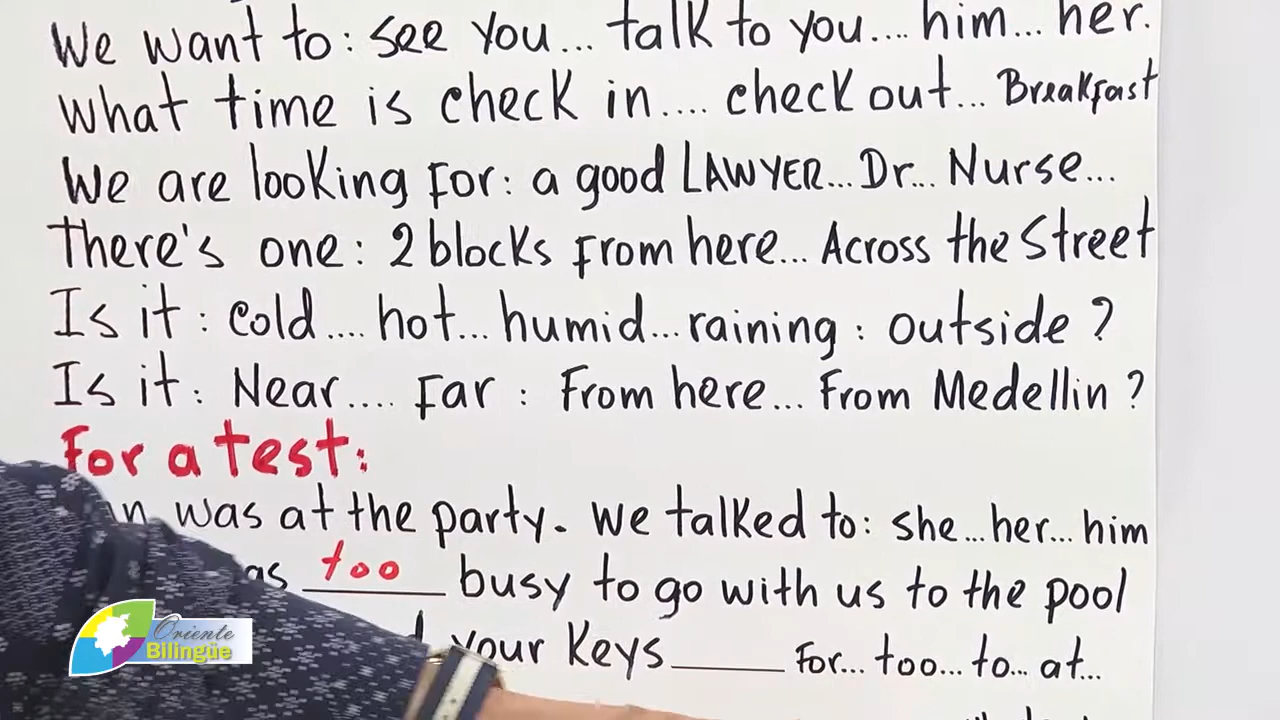 We want to: see you... talk to you.... him... her.
What time is check in.... check out... Breakfast
We are looking for: a good LAWYER... Dr... Nurse...
There's one: 2 blocks from here... Across the Street
Is it: cold.... hot... humid... raining: outside?
Is it: Near.... Far: From here... From Medellin?
For a test:
was at the party. We talked to: she... her... him
too busy to go with us to the pool
your keys ____ for... too... to... at...
Oriente
Bilingüe